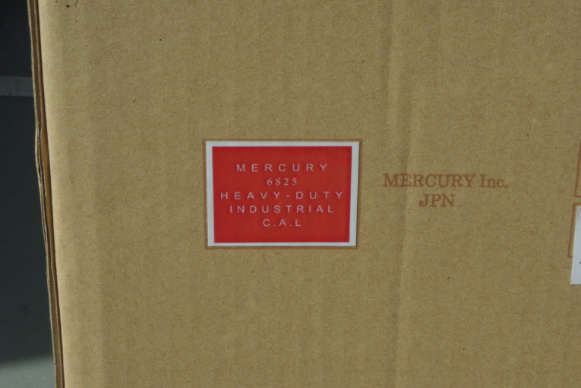 MERCURY
6825
HEAVY-DUTY
INDUSTRIAL
C.A.L
MERCURY Inc.
JPN